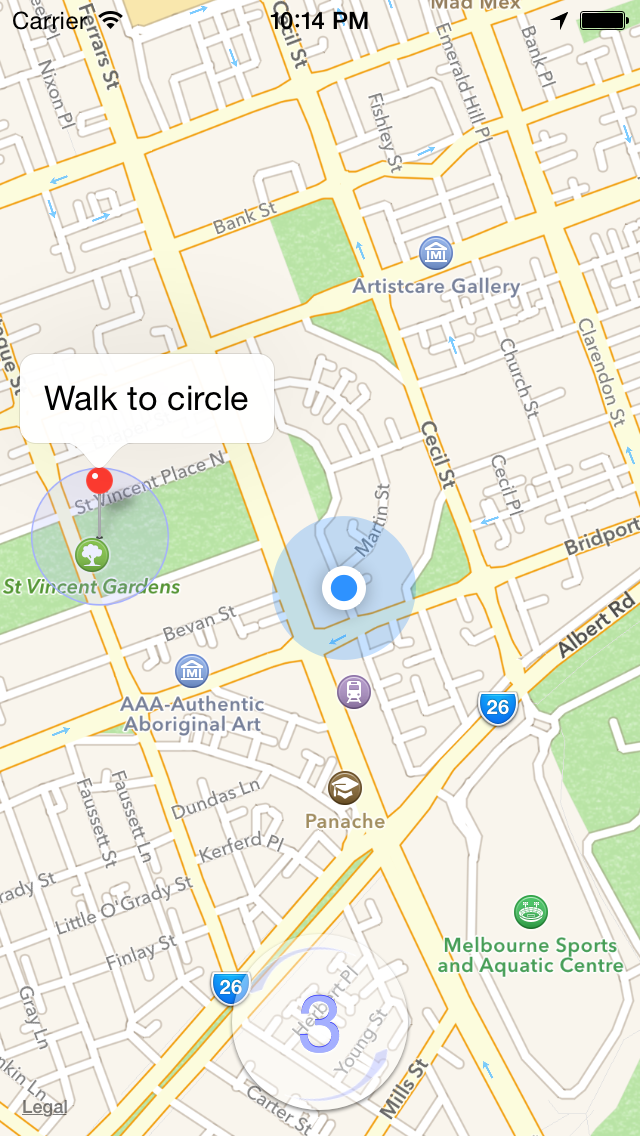 Carrier
10:14 PM
Mad Mex
Ferrars St
Cecil St
Nixon Pl
Emerald Hill Pl
Bank Pl
Fishley St
Bank St
Artistcare Gallery
Clarendon St
Church St
Walk to circle
Cecil St
St Vincent Place N
Cecil Pl
Martin St
Bridport
St Vincent Gardens
Bevan St
Albert Rd
AAA-Authentic
Aboriginal Art
26
Faussett St
Faussett Ln
Dundas Ln
Panache
Kerferd Pl
Little O'Grady St
Finlay St
Melbourne Sports
and Aquatic Centre
26
Gray Ln
Herbert Pl
3
Young St
Mills St
Carter St
Legal